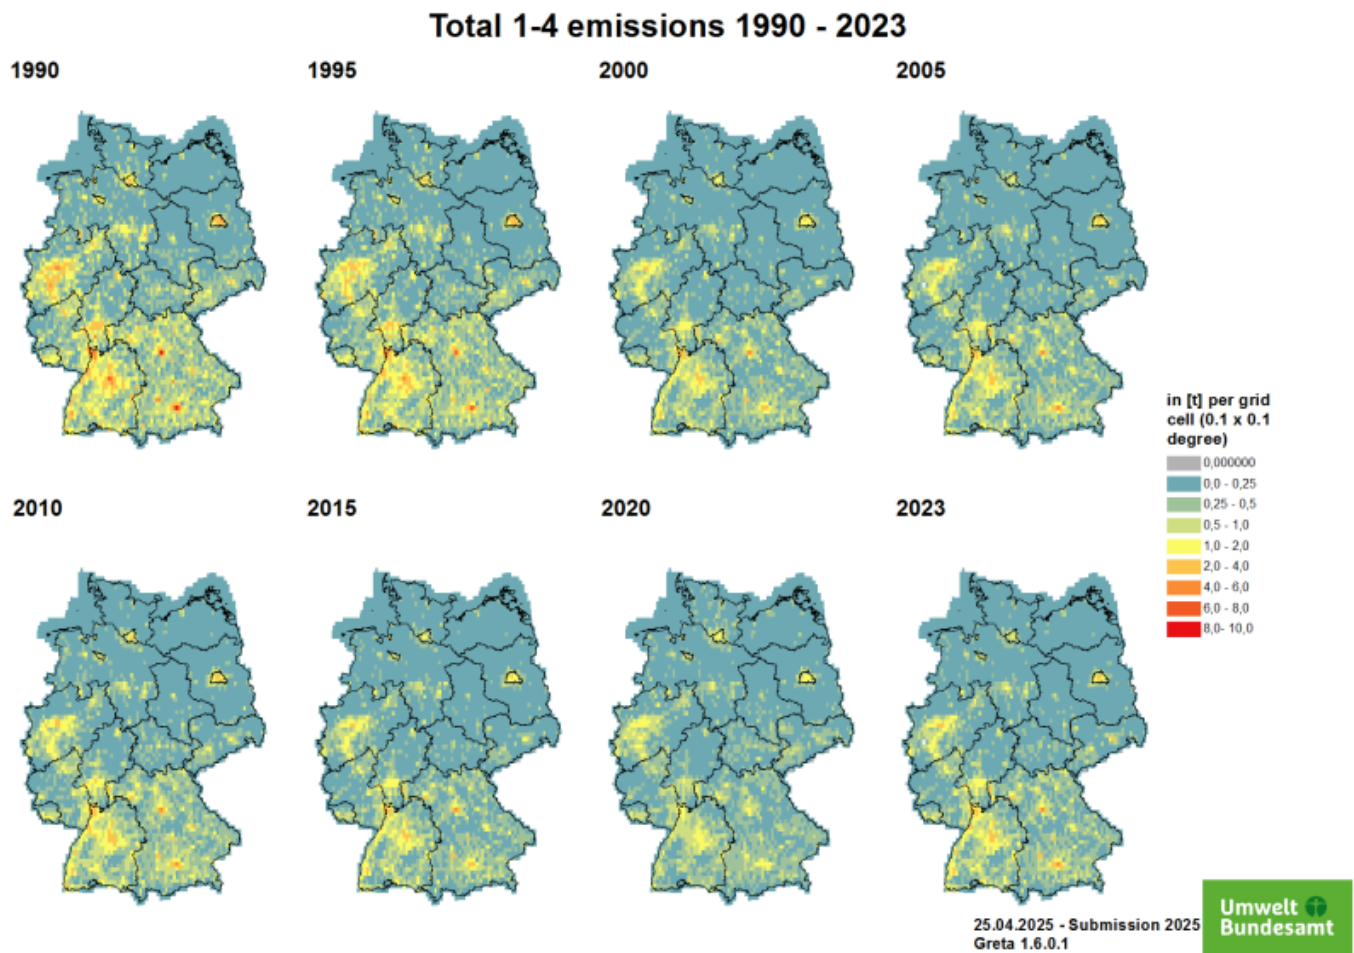 Total 1-4 emissions 1990 - 2023
1990
1995
2000
2005
in [t] per grid
cell (0.1 x 0.1
degree)
0,000000
0,0 - 0,25
0,25 - 0,5
0,5 - 1,0
1,0 - 2,0
2,0 - 4,0
4,0 - 6,0
6,0 - 8,0
8,0- 10,0
2010
2015
2020
2023
25.04.2025 - Submission 2025
Greta 1.6.0.1
Umwelt
Bundesamt